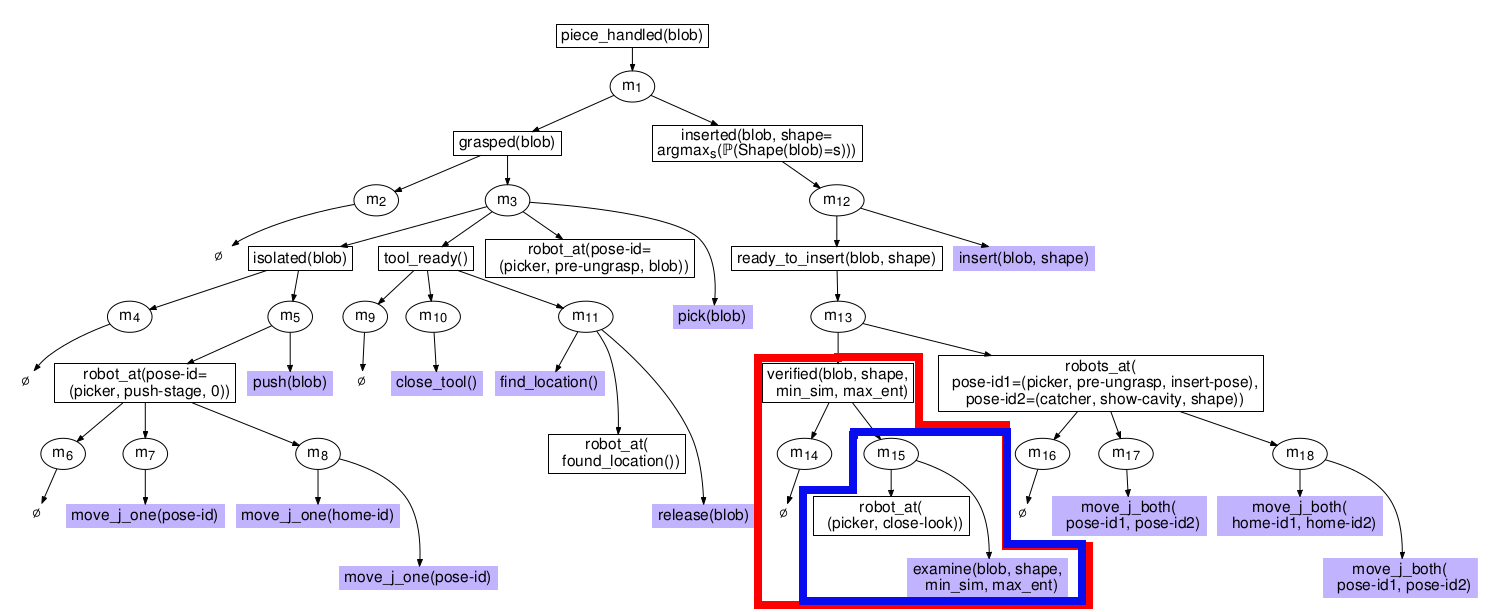 piece_handled(blob)
m1
grasped(blob)
inserted(blob, shape=
argmaxs(ℙ(Shape(blob)=s)))
m2
m3
m12
∅
isolated(blob)
tool_ready()
robot_at(pose-id=
(picker, pre-ungrasp, blob))
ready_to_insert(blob, shape)
insert(blob, shape)
m4
m5
m9
m10
m11
pick(blob)
m13
∅
robot_at(pose-id=
(picker, push-stage, 0))
push(blob)
∅
close_tool()
find_location()
verified(blob, shape,
min_sim, max_ent)
robots_at(
pose-id1=(picker, pre-ungrasp, insert-pose),
pose-id2=(catcher, show-cavity, shape))
m6
m7
m8
robot_at(
found_location())
m14
m15
m16
m17
m18
∅
move_j_one(pose-id)
move_j_one(home-id)
release(blob)
∅
robot_at(
(picker, close-look))
∅
move_j_both(
pose-id1, pose-id2)
move_j_both(
home-id1, home-id2)
move_j_one(pose-id)
examine(blob, shape,
min_sim, max_ent)
move_j_both(
pose-id1, pose-id2)